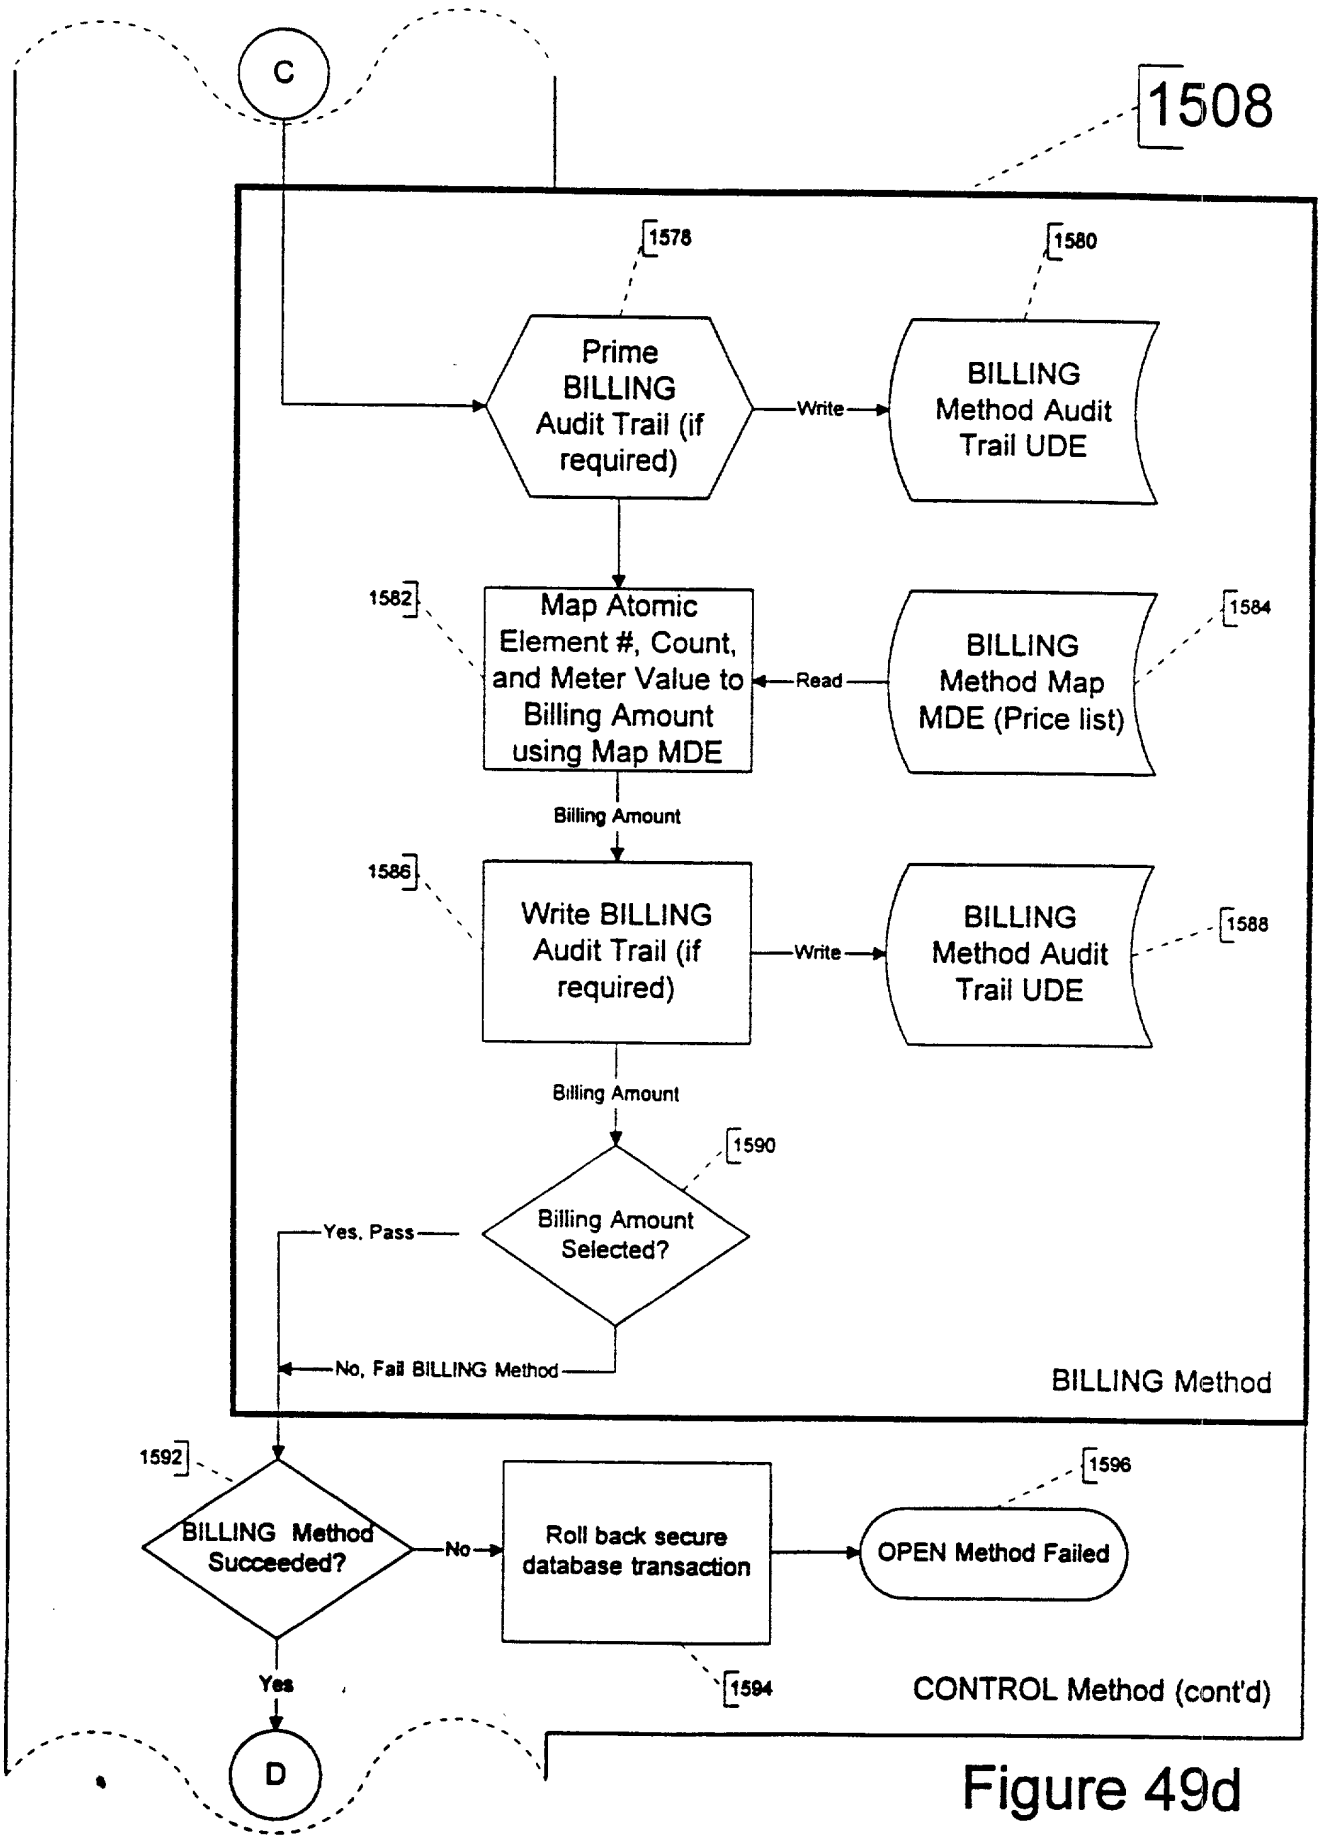 C
1508
1578
1580
Prime
BILLING
Audit Trail (if
required)
Write
BILLING
Method Audit
Trail UDE
1582
Map Atomic
Element #, Count,
and Meter Value to
Billing Amount
using Map MDE
Read
BILLING
Method Map
MDE (Price list)
1584
Billing Amount
1586
Write BILLING
Audit Trail (if
required)
Write
BILLING
Method Audit
Trail UDE
1588
Billing Amount
1590
Billing Amount
Selected?
Yes, Pass
No, Fail BILLING Method
BILLING Method
1592
BILLING Method
Succeeded?
No
Roll back secure
database transaction
1596
OPEN Method Failed
1594
Yes
CONTROL Method (cont'd)
D
Figure 49d